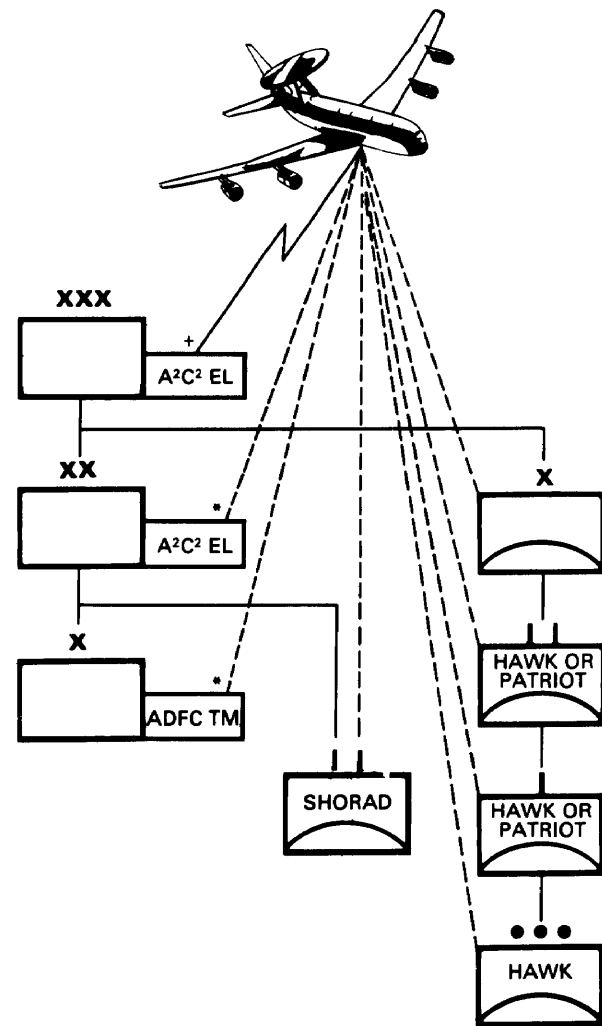 XXX
+
A²C² EL
XX
*
A²C² EL
X
*
ADFC TM
X
I I
HAWK OR
PATRIOT
I I
SHORAD
I
HAWK OR
PATRIOT
●●●
HAWK